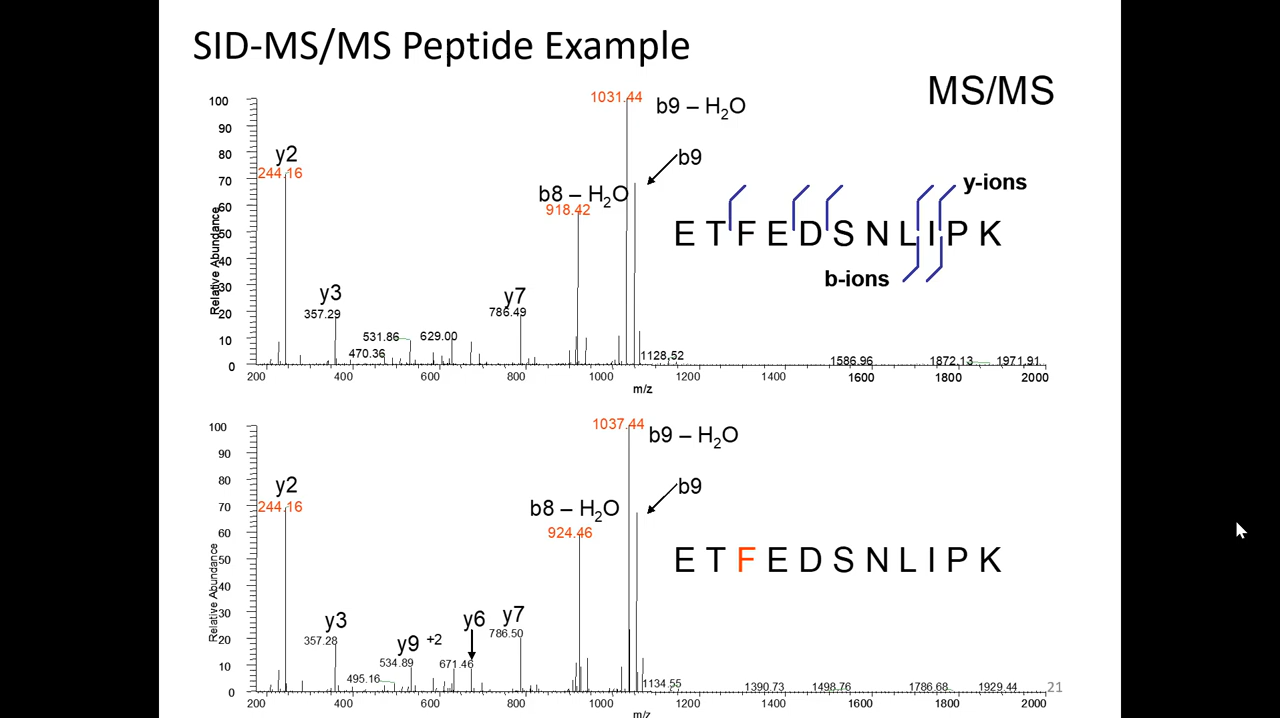 SID-MS/MS Peptide Example
MS/MS
Relative Abundance
100
90
80
70
60
50
40
30
20
10
0
1031.44
b9 – H2O
b9
y2
244.16
b8 – H2O
918.42
y3
357.29
531.86
470.36
629.00
y7
786.49
1128.52
1586.96
1872.13
1971.91
200 400 600 800 1000 1200 1400 1600 1800 2000
m/z
y-ions
E T F E D S N L I P K
b-ions
Relative Abundance
100
90
80
70
60
50
40
30
20
10
0
1037.44
b9 – H2O
b9
y2
244.16
b8 – H2O
924.46
y3
357.28
y9 +2
534.89
495.16
y6
671.46
y7
786.50
1134.55
1390.73
1498.76
1786.68
1929.44
200 400 600 800 1000 1200 1400 1600 1800 2000
m/z
E T F E D S N L I P K
21